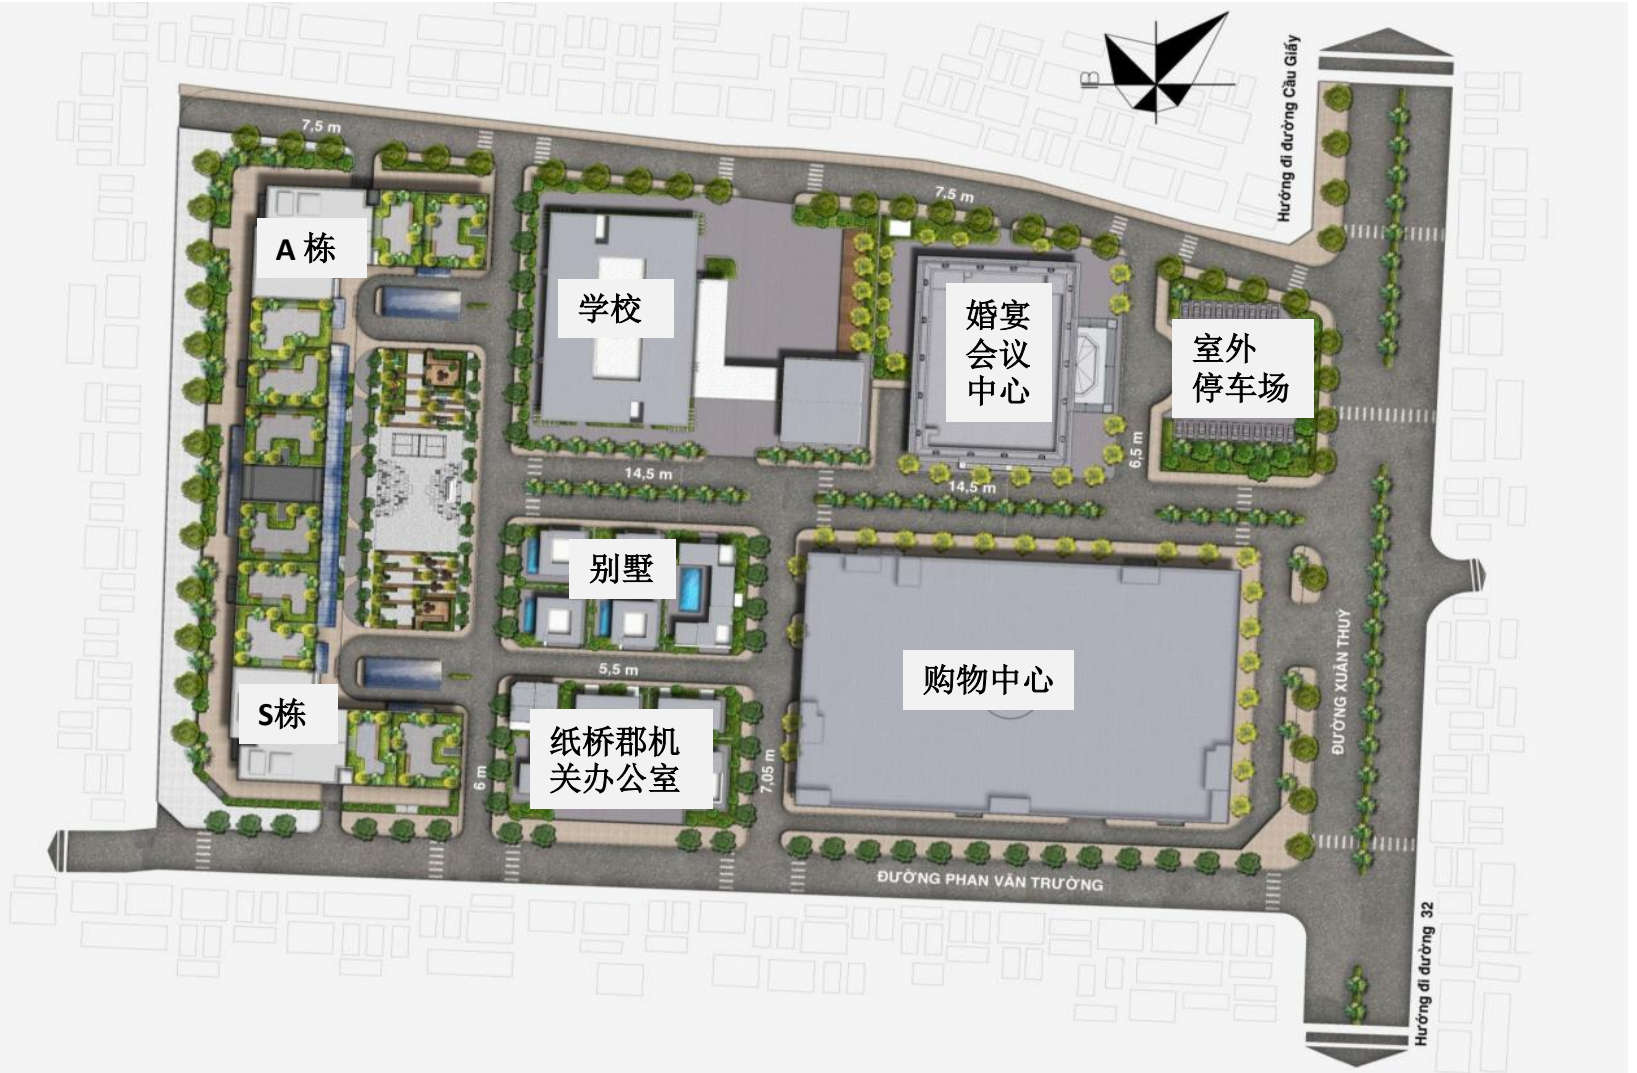 B
Hướng đi đường Cầu Giấy
7,5 m
7,5 m
A 栋
学校
婚宴
会议
中心
室外
停车场
6,5 m
14,5 m
14,5 m
别墅
5,5 m
购物中心
ĐƯỜNG XUÂN THUỶ
S栋
纸桥郡机
关办公室
6 m
7,05 m
ĐƯỜNG PHAN VĂN TRƯỜNG
Hướng đi đường 32